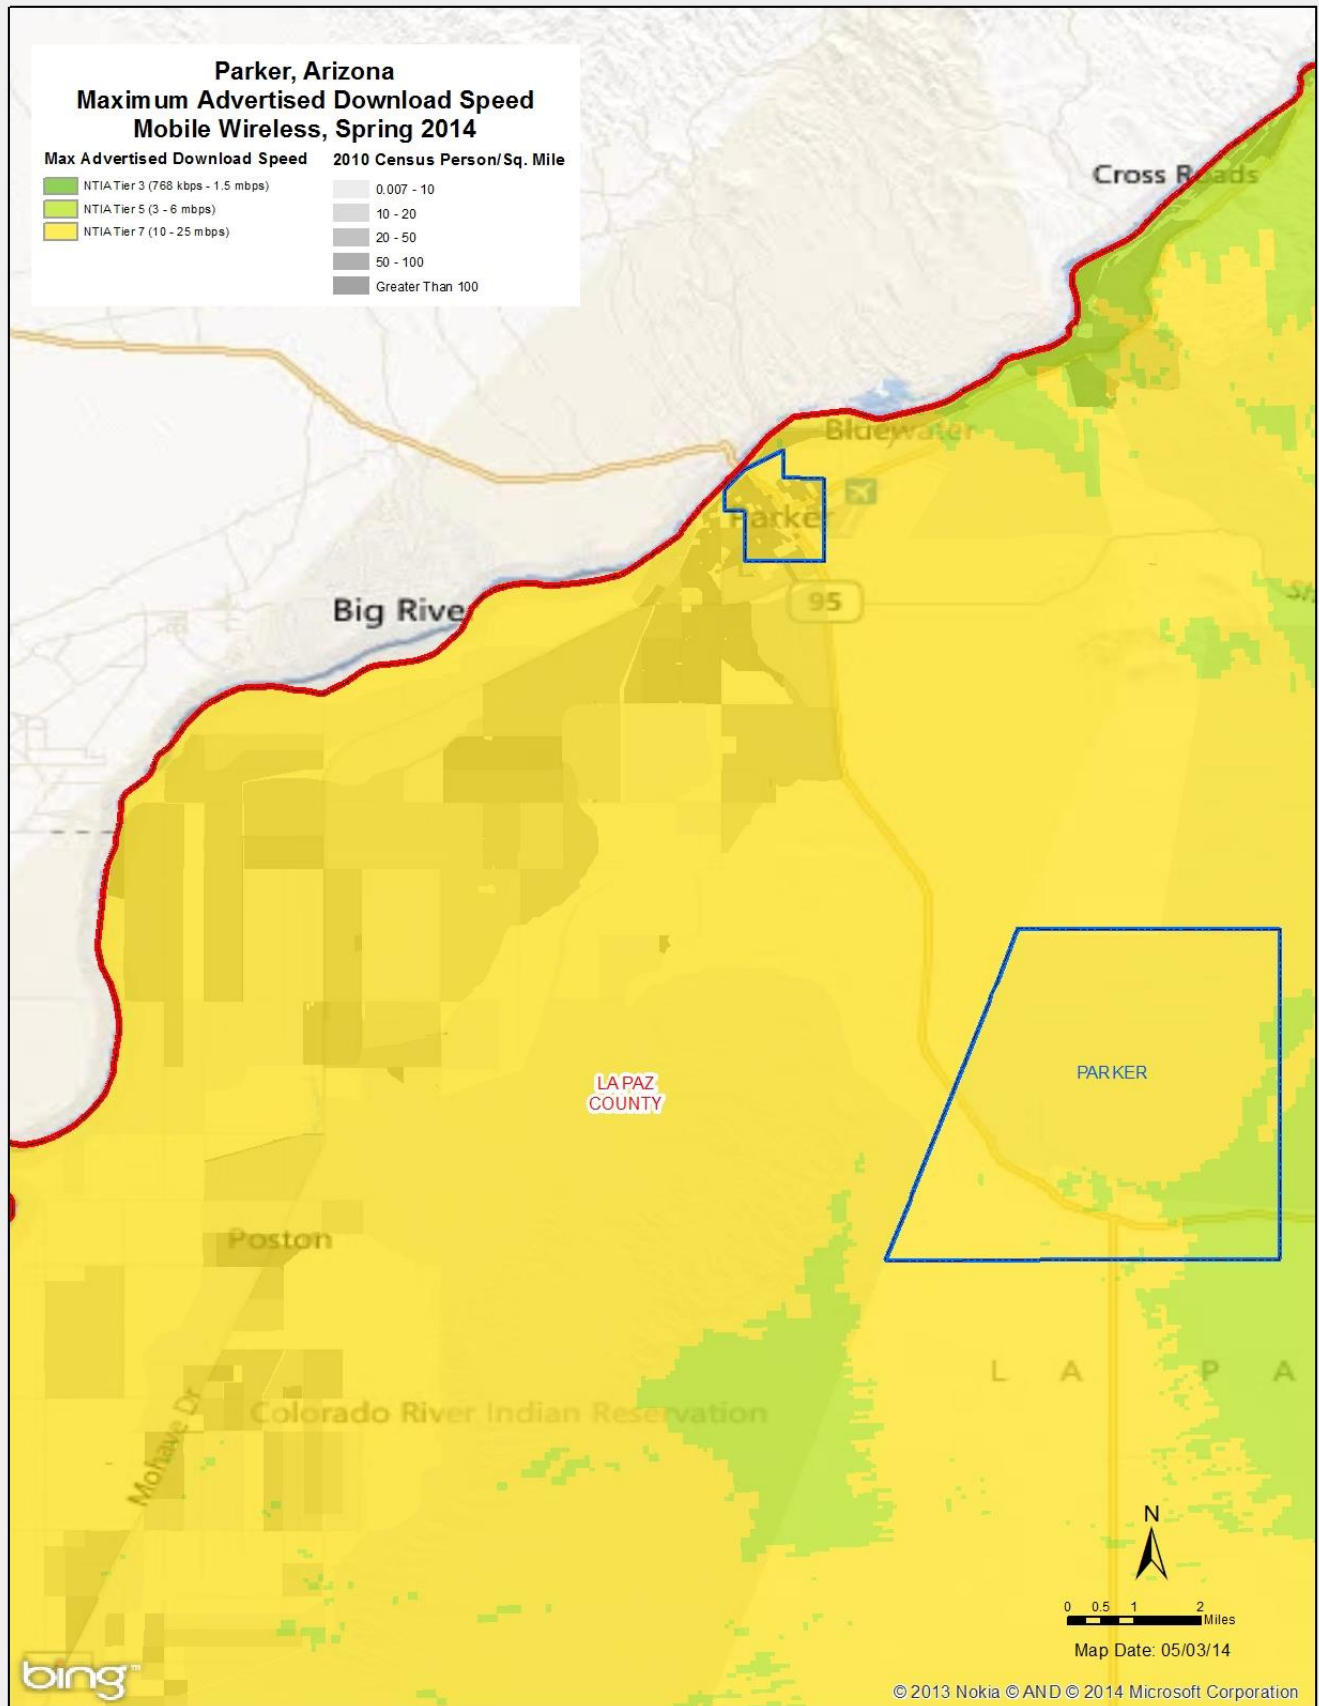 Parker, Arizona
Maximum Advertised Download Speed
Mobile Wireless, Spring 2014
Max Advertised Download Speed
NTIA Tier 3 (768 kbps - 1.5 mbps)
NTIA Tier 5 (3 - 6 mbps)
NTIA Tier 7 (10 - 25 mbps)
2010 Census Person/Sq. Mile
0.007 - 10
10 - 20
20 - 50
50 - 100
Greater Than 100
Cross Roads
Bluewater
Parker
95
Big Rive
Sh
PARKER
LA PAZ
COUNTY
Poston
L A P A
Colorado River Indian Reservation
Mohave Dr
N
0 0.5 1 2
Miles
Map Date: 05/03/14
bing™
© 2013 Nokia © AND © 2014 Microsoft Corporation